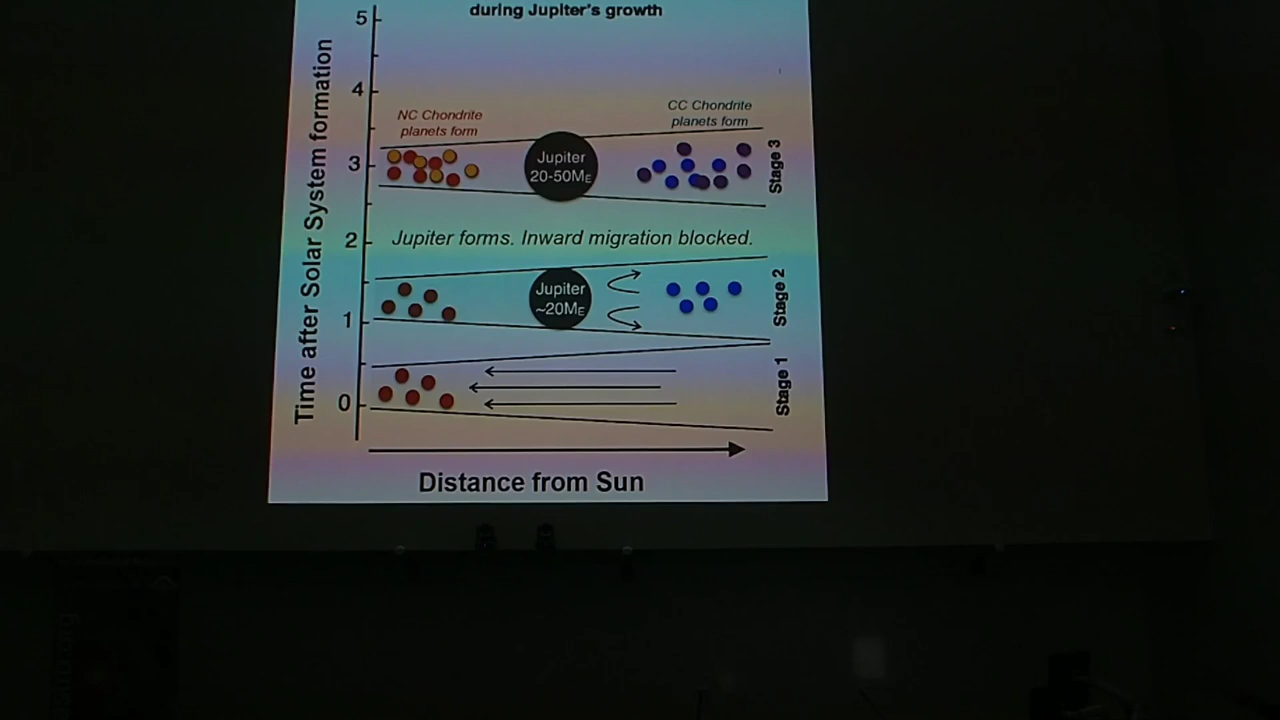 during Jupiter's growth
5
4
3
2
1
0
Time after Solar System formation
NC Chondrite
planets form
CC Chondrite
planets form
Jupiter
20-50ME
Stage 3
Jupiter forms. Inward migration blocked.
Jupiter
~20ME
Stage 2
Stage 1
Distance from Sun